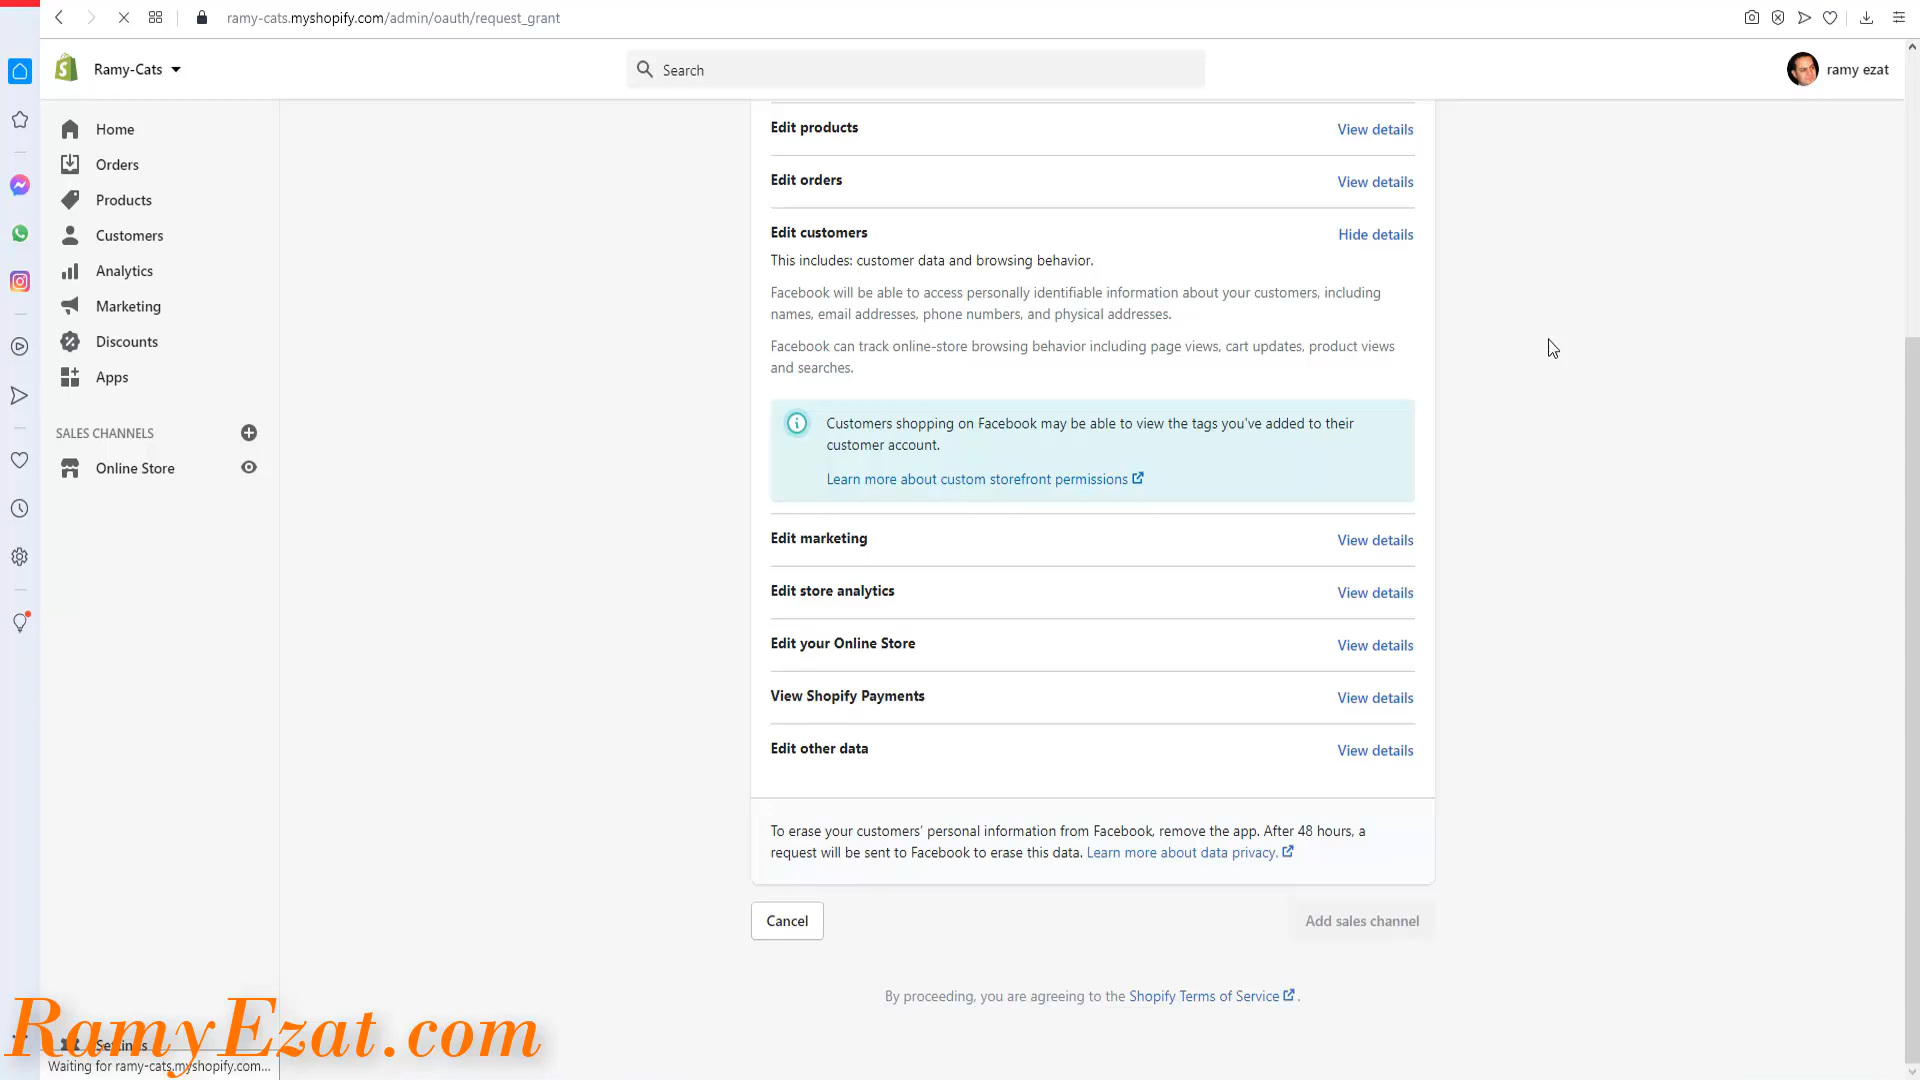 ramy-cats.myshopify.com/admin/oauth/request_grant
Ramy-Cats
Search
ramy ezat
Home
Orders
Products
Customers
Analytics
Marketing
Discounts
Apps
SALES CHANNELS
Online Store
Edit products
View details
Edit orders
View details
Edit customers
Hide details
This includes: customer data and browsing behavior.
Facebook will be able to access personally identifiable information about your customers, including
names, email addresses, phone numbers, and physical addresses.
Facebook can track online-store browsing behavior including page views, cart updates, product views
and searches.
Customers shopping on Facebook may be able to view the tags you've added to their
customer account.
Learn more about custom storefront permissions
Edit marketing
View details
Edit store analytics
View details
Edit your Online Store
View details
View Shopify Payments
View details
Edit other data
View details
To erase your customers' personal information from Facebook, remove the app. After 48 hours, a
request will be sent to Facebook to erase this data. Learn more about data privacy.
Cancel
Add sales channel
By proceeding, you are agreeing to the Shopify Terms of Service.
RamyEzat.com
Settings
Waiting for ramy-cats.myshopify.com...